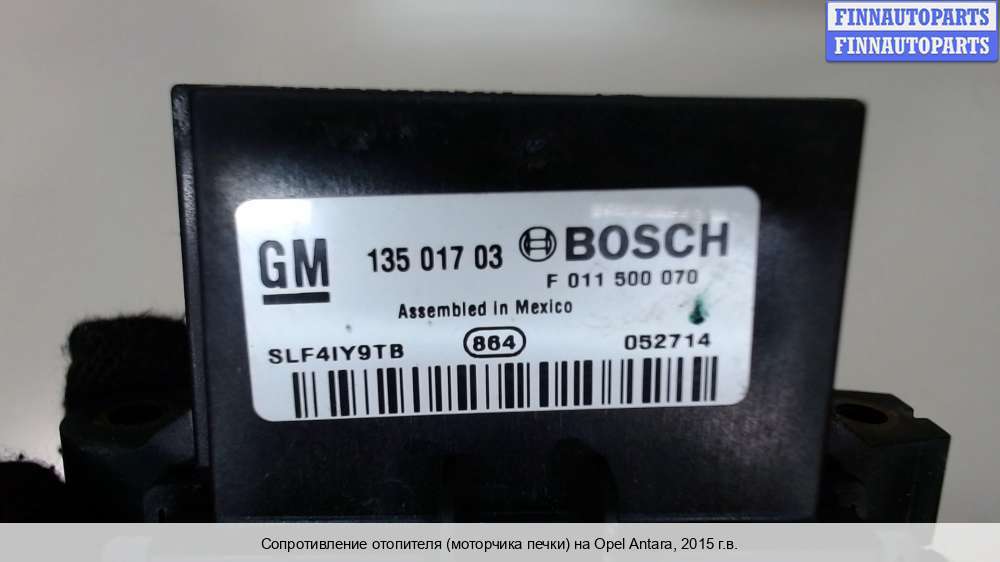 FINNAUTOPARTS
FINNAUTOPARTS
GM 135 017 03 BOSCH
F 011 500 070
Assembled in Mexico
SLF4IY9TB 864 052714
Сопротивление отопителя (моторчика печки) на Opel Antara, 2015 г.в.